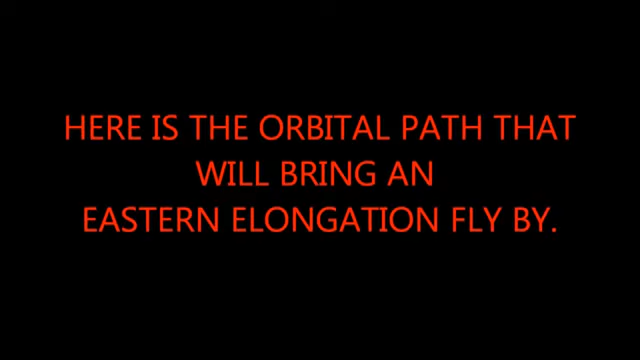 HERE IS THE ORBITAL PATH THAT
WILL BRING AN
EASTERN ELONGATION FLY BY.